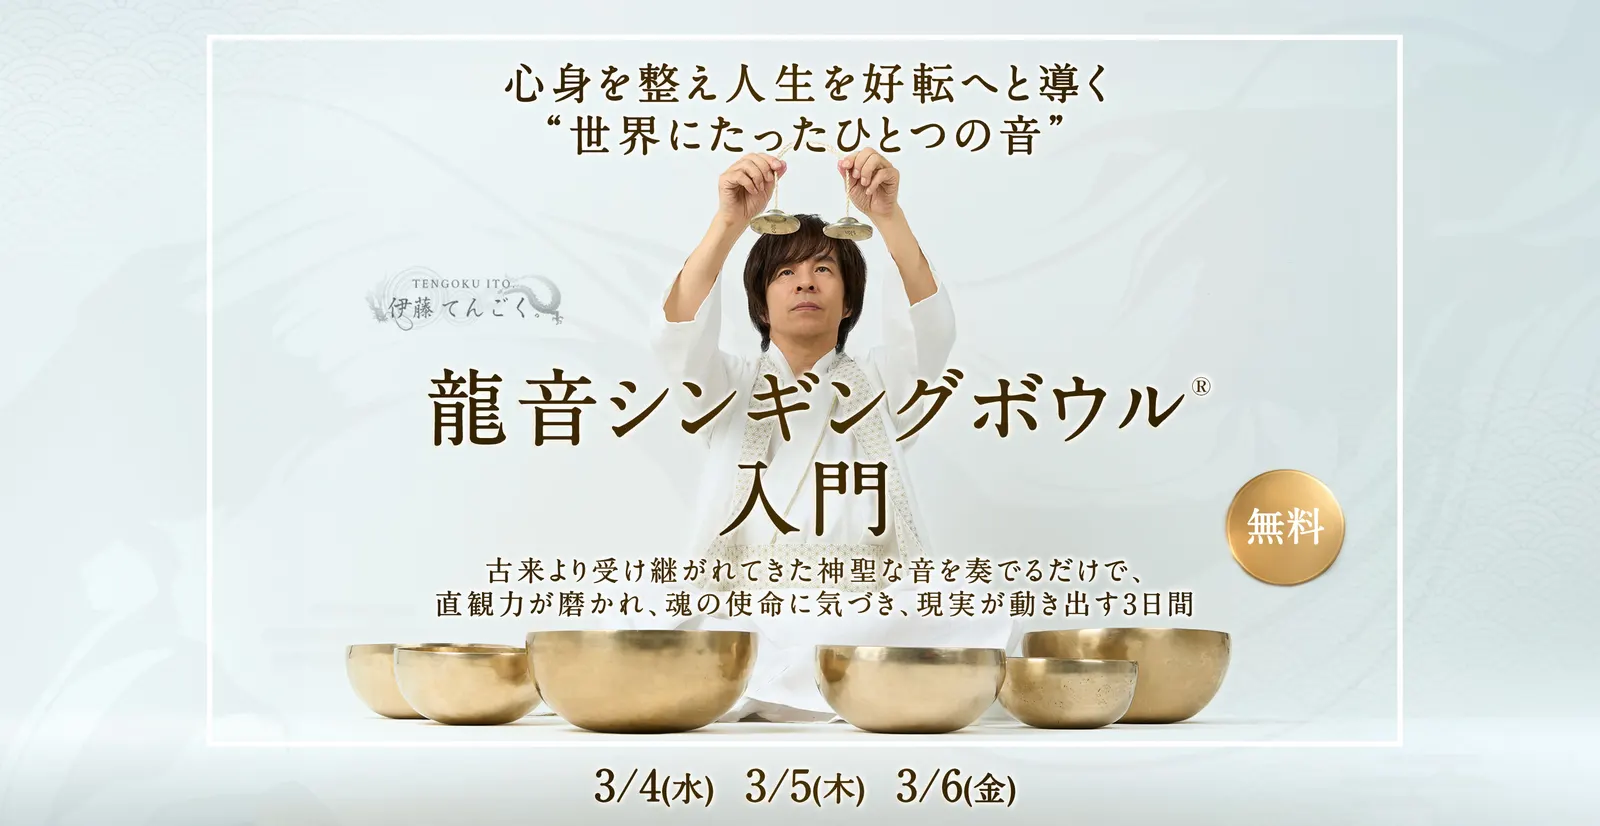 心身を整え人生を好転へと導く
“世界にたったひとつの音”
TENGOKU ITO.
伊藤てんごく。
龍音シンギングボウル®
入門
無料
古来より受け継がれてきた神聖な音を奏でるだけで、
直観力が磨かれ、魂の使命に気づき、現実が動き出す3日間
3/4(水) 3/5(木) 3/6(金)